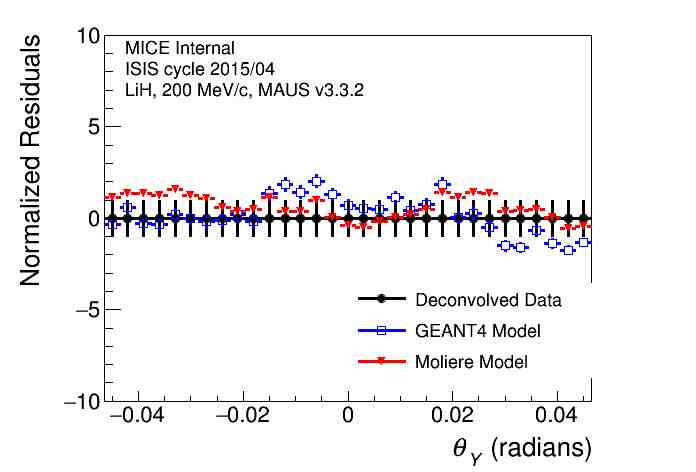 MICE Internal
ISIS cycle 2015/04
LiH, 200 MeV/c, MAUS v3.3.2
Normalized Residuals
10
5
0
−5
−10
Deconvolved Data
GEANT4 Model
Moliere Model
−0.04 −0.02 0 0.02 0.04
θY (radians)